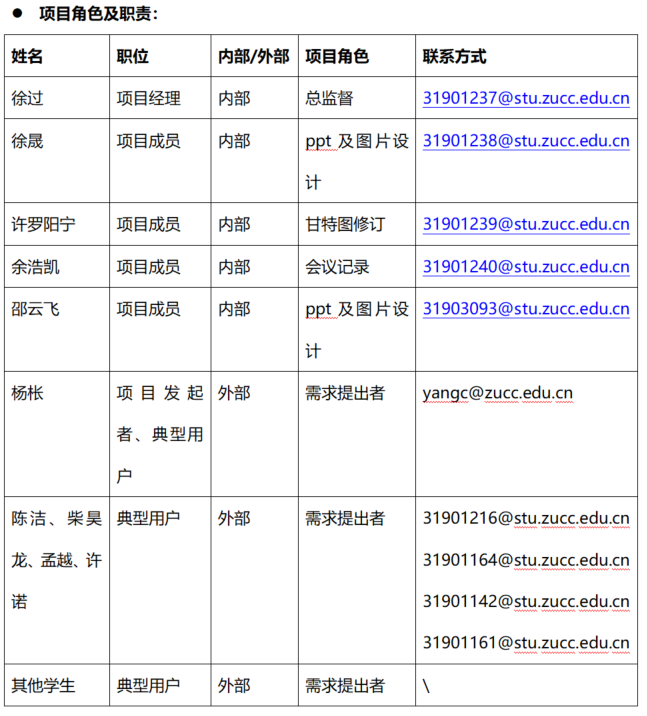 ● 项目角色及职责：
姓名 职位 内部/外部 项目角色 联系方式
徐过 项目经理 内部 总监督 31901237@stu.zucc.edu.cn
徐晟 项目成员 内部 ppt 及图片设 31901238@stu.zucc.edu.cn
计
许罗阳宁 项目成员 内部 甘特图修订 31901239@stu.zucc.edu.cn
余浩凯 项目成员 内部 会议记录 31901240@stu.zucc.edu.cn
邵云飞 项目成员 内部 ppt 及图片设 31903093@stu.zucc.edu.cn
计
杨枨 项目发起 外部 需求提出者 yangc@zucc.edu.cn
者、典型用
户
陈洁、柴昊 典型用户 外部 需求提出者 31901216@stu.zucc.edu.cn
龙、孟越、许 31901164@stu.zucc.edu.cn
诺 31901142@stu.zucc.edu.cn
31901161@stu.zucc.edu.cn
其他学生 典型用户 外部 需求提出者 \